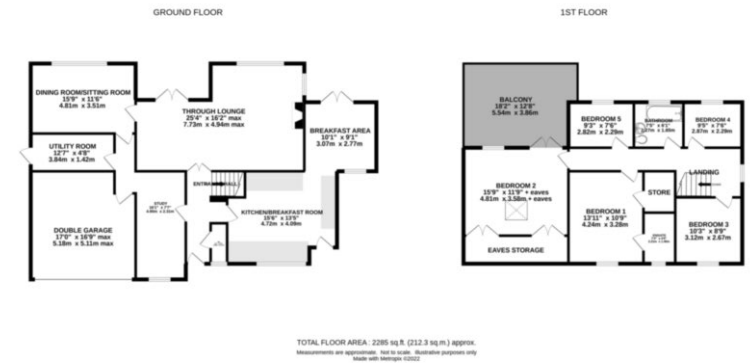 GROUND FLOOR
1ST FLOOR
DINING ROOM/SITTING ROOM
15'9" x 11'6"
4.81m x 3.51m
THROUGH LOUNGE
25'4" x 16'2" max
7.73m x 4.94m max
BREAKFAST AREA
10'1" x 9'1"
3.07m x 2.77m
UTILITY ROOM
12'7" x 4'8"
3.84m x 1.42m
ENTRANCE HALL
STUDY
KITCHEN/BREAKFAST ROOM
15'6" x 13'5"
4.72m x 4.09m
DOUBLE GARAGE
17'0" x 16'9" max
5.18m x 5.11m max
BALCONY
18'2" x 12'8"
5.54m x 3.86m
BEDROOM 5
9'3" x 7'6"
2.82m x 2.29m
BATHROOM
BEDROOM 4
9'5" x 7'6"
2.87m x 2.29m
BEDROOM 2
15'9" x 11'9" + eaves
4.81m x 3.58m + eaves
LANDING
STORE
BEDROOM 1
13'11" x 10'9"
4.24m x 3.28m
BEDROOM 3
10'3" x 8'9"
3.12m x 2.67m
ENSUITE
EAVES STORAGE
TOTAL FLOOR AREA : 2285 sq.ft. (212.3 sq.m.) approx.
Measurements are approximate. Not to scale. Illustrative purposes only
Made with Metropix ©2022